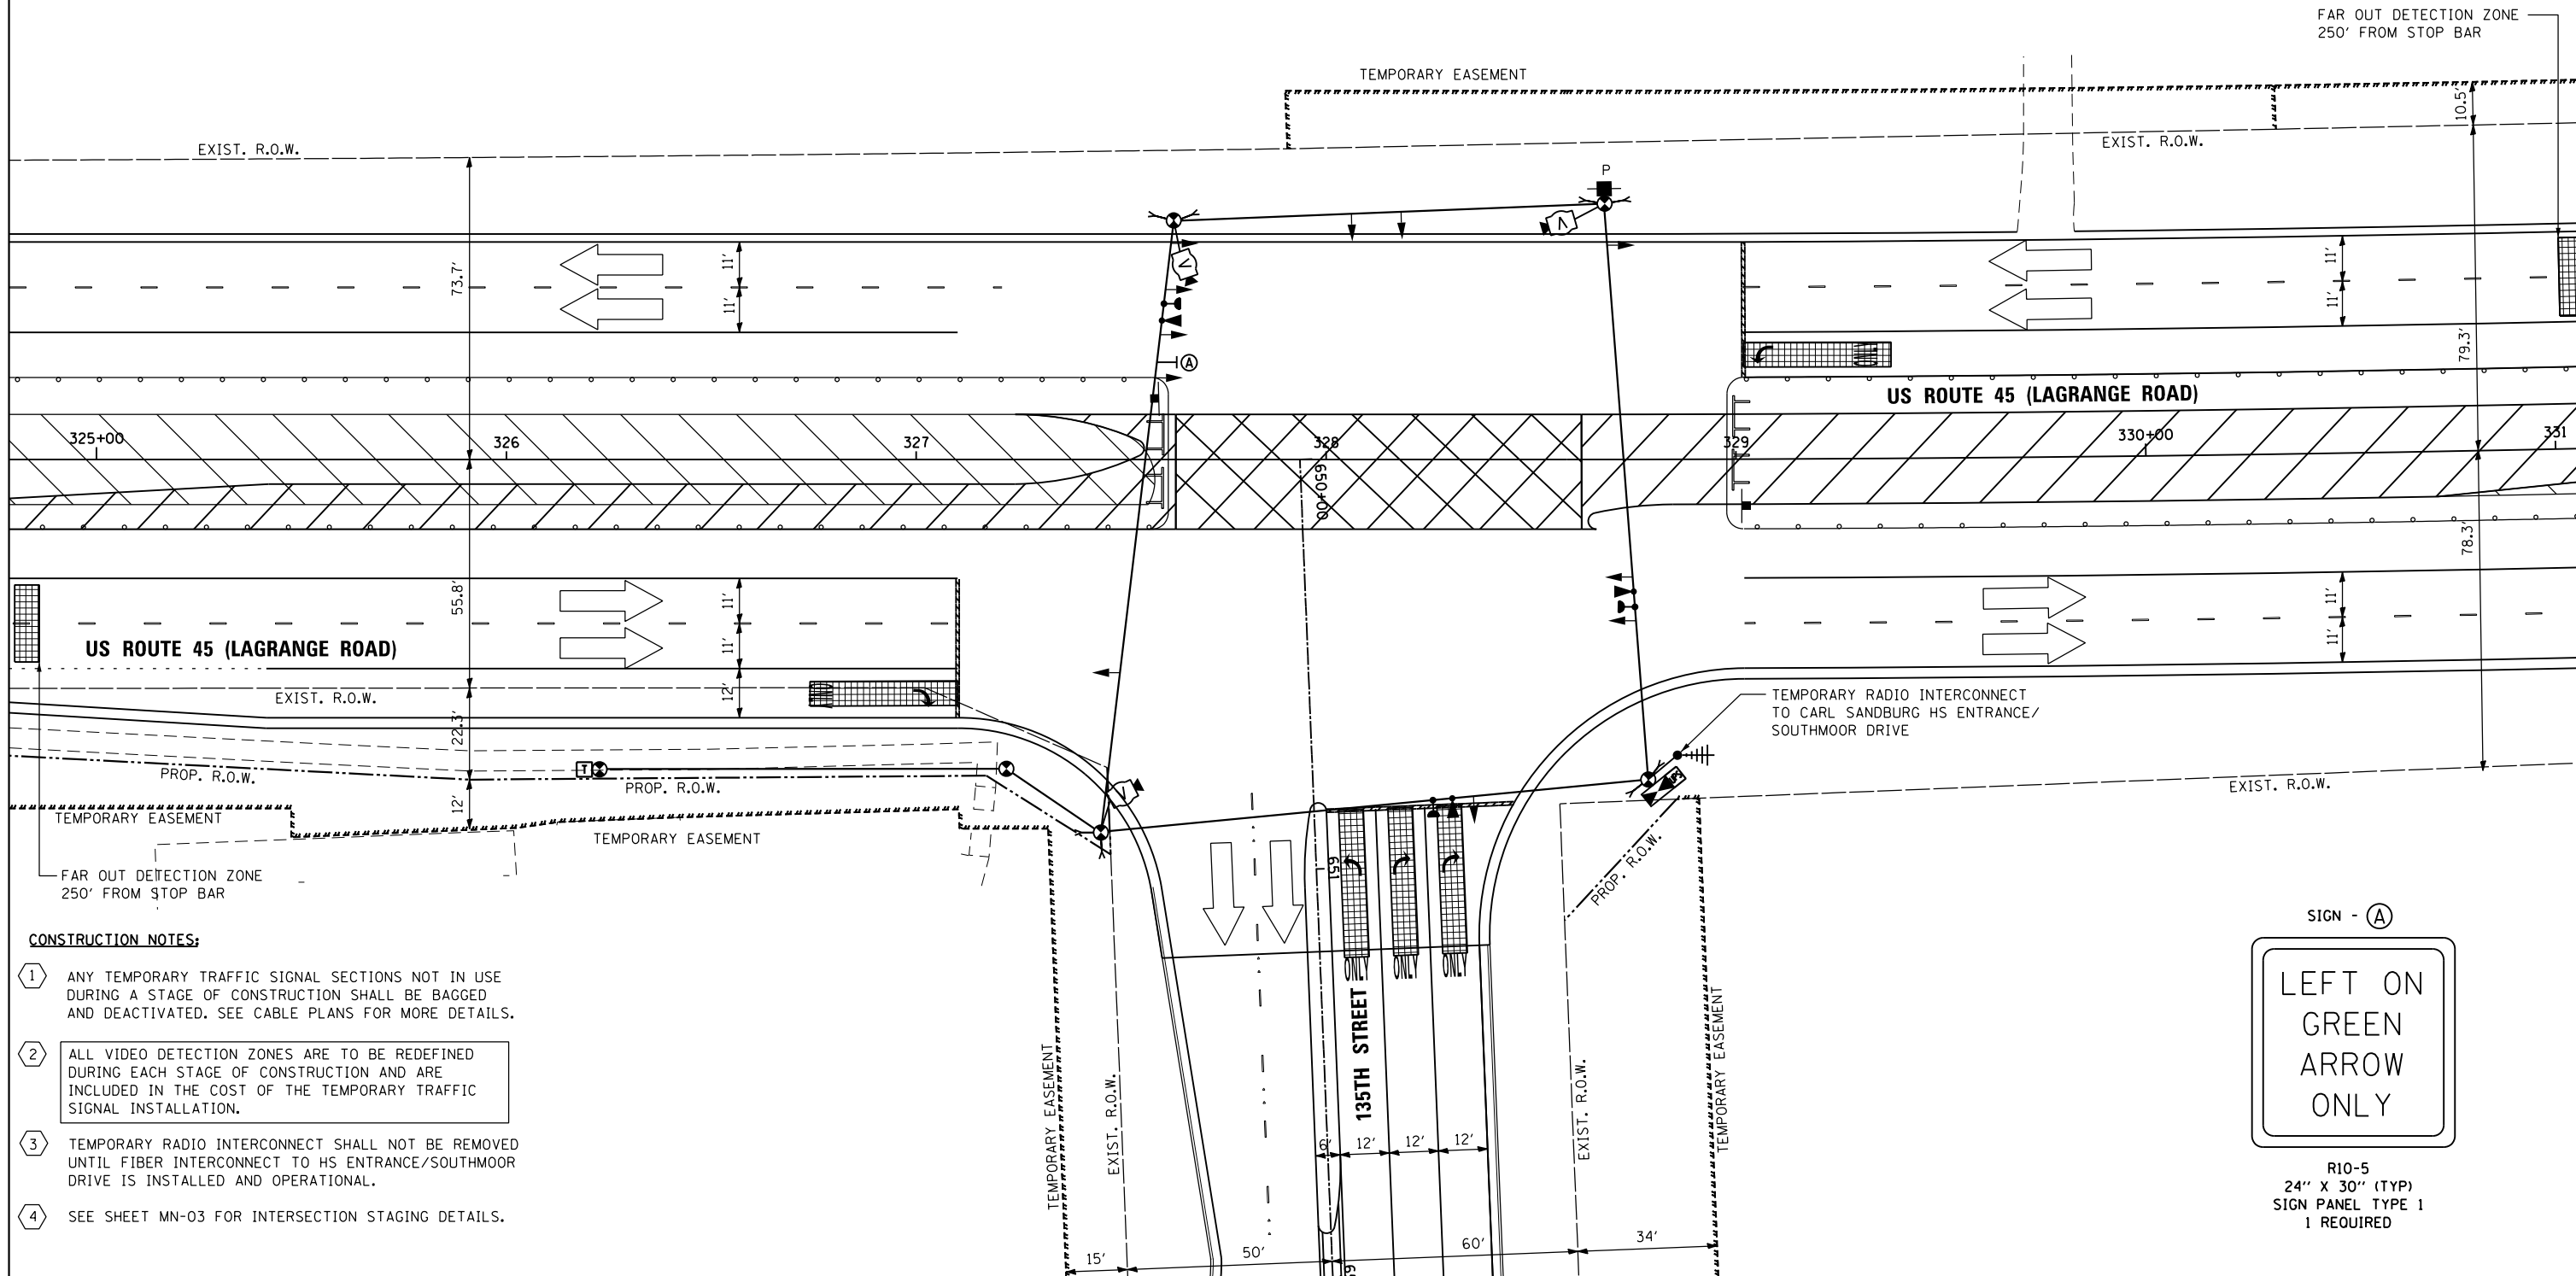 FAR OUT DETECTION ZONE
250' FROM STOP BAR
TEMPORARY EASEMENT
10.5'
EXIST. R.O.W.
EXIST. R.O.W.
P
V
V
73.7'
11'
11'
11'
11'
79.3'
A
US ROUTE 45 (LAGRANGE ROAD)
325+00
326
327
328
329
330+00
331
650+00
78.3'
55.8'
11'
11'
12'
11'
11'
US ROUTE 45 (LAGRANGE ROAD)
EXIST. R.O.W.
22.3'
TEMPORARY RADIO INTERCONNECT
TO CARL SANDBURG HS ENTRANCE/
SOUTHMOOR DRIVE
PROP. R.O.W.
T
PROP. R.O.W.
V
EXIST. R.O.W.
12'
TEMPORARY EASEMENT
TEMPORARY EASEMENT
PROP. R.O.W.
651
FAR OUT DETECTION ZONE
250' FROM STOP BAR
ONLY
ONLY
ONLY
135TH STREET
TEMPORARY EASEMENT
EXIST. R.O.W.
EXIST. R.O.W.
TEMPORARY EASEMENT
8'
12'
12'
12'
15'
50'
60'
34'
CONSTRUCTION NOTES:
1 ANY TEMPORARY TRAFFIC SIGNAL SECTIONS NOT IN USE
DURING A STAGE OF CONSTRUCTION SHALL BE BAGGED
AND DEACTIVATED. SEE CABLE PLANS FOR MORE DETAILS.
2 ALL VIDEO DETECTION ZONES ARE TO BE REDEFINED
DURING EACH STAGE OF CONSTRUCTION AND ARE
INCLUDED IN THE COST OF THE TEMPORARY TRAFFIC
SIGNAL INSTALLATION.
3 TEMPORARY RADIO INTERCONNECT SHALL NOT BE REMOVED
UNTIL FIBER INTERCONNECT TO HS ENTRANCE/SOUTHMOOR
DRIVE IS INSTALLED AND OPERATIONAL.
4 SEE SHEET MN-03 FOR INTERSECTION STAGING DETAILS.
SIGN - A
LEFT ON
GREEN
ARROW
ONLY
R10-5
24" X 30" (TYP)
SIGN PANEL TYPE 1
1 REQUIRED